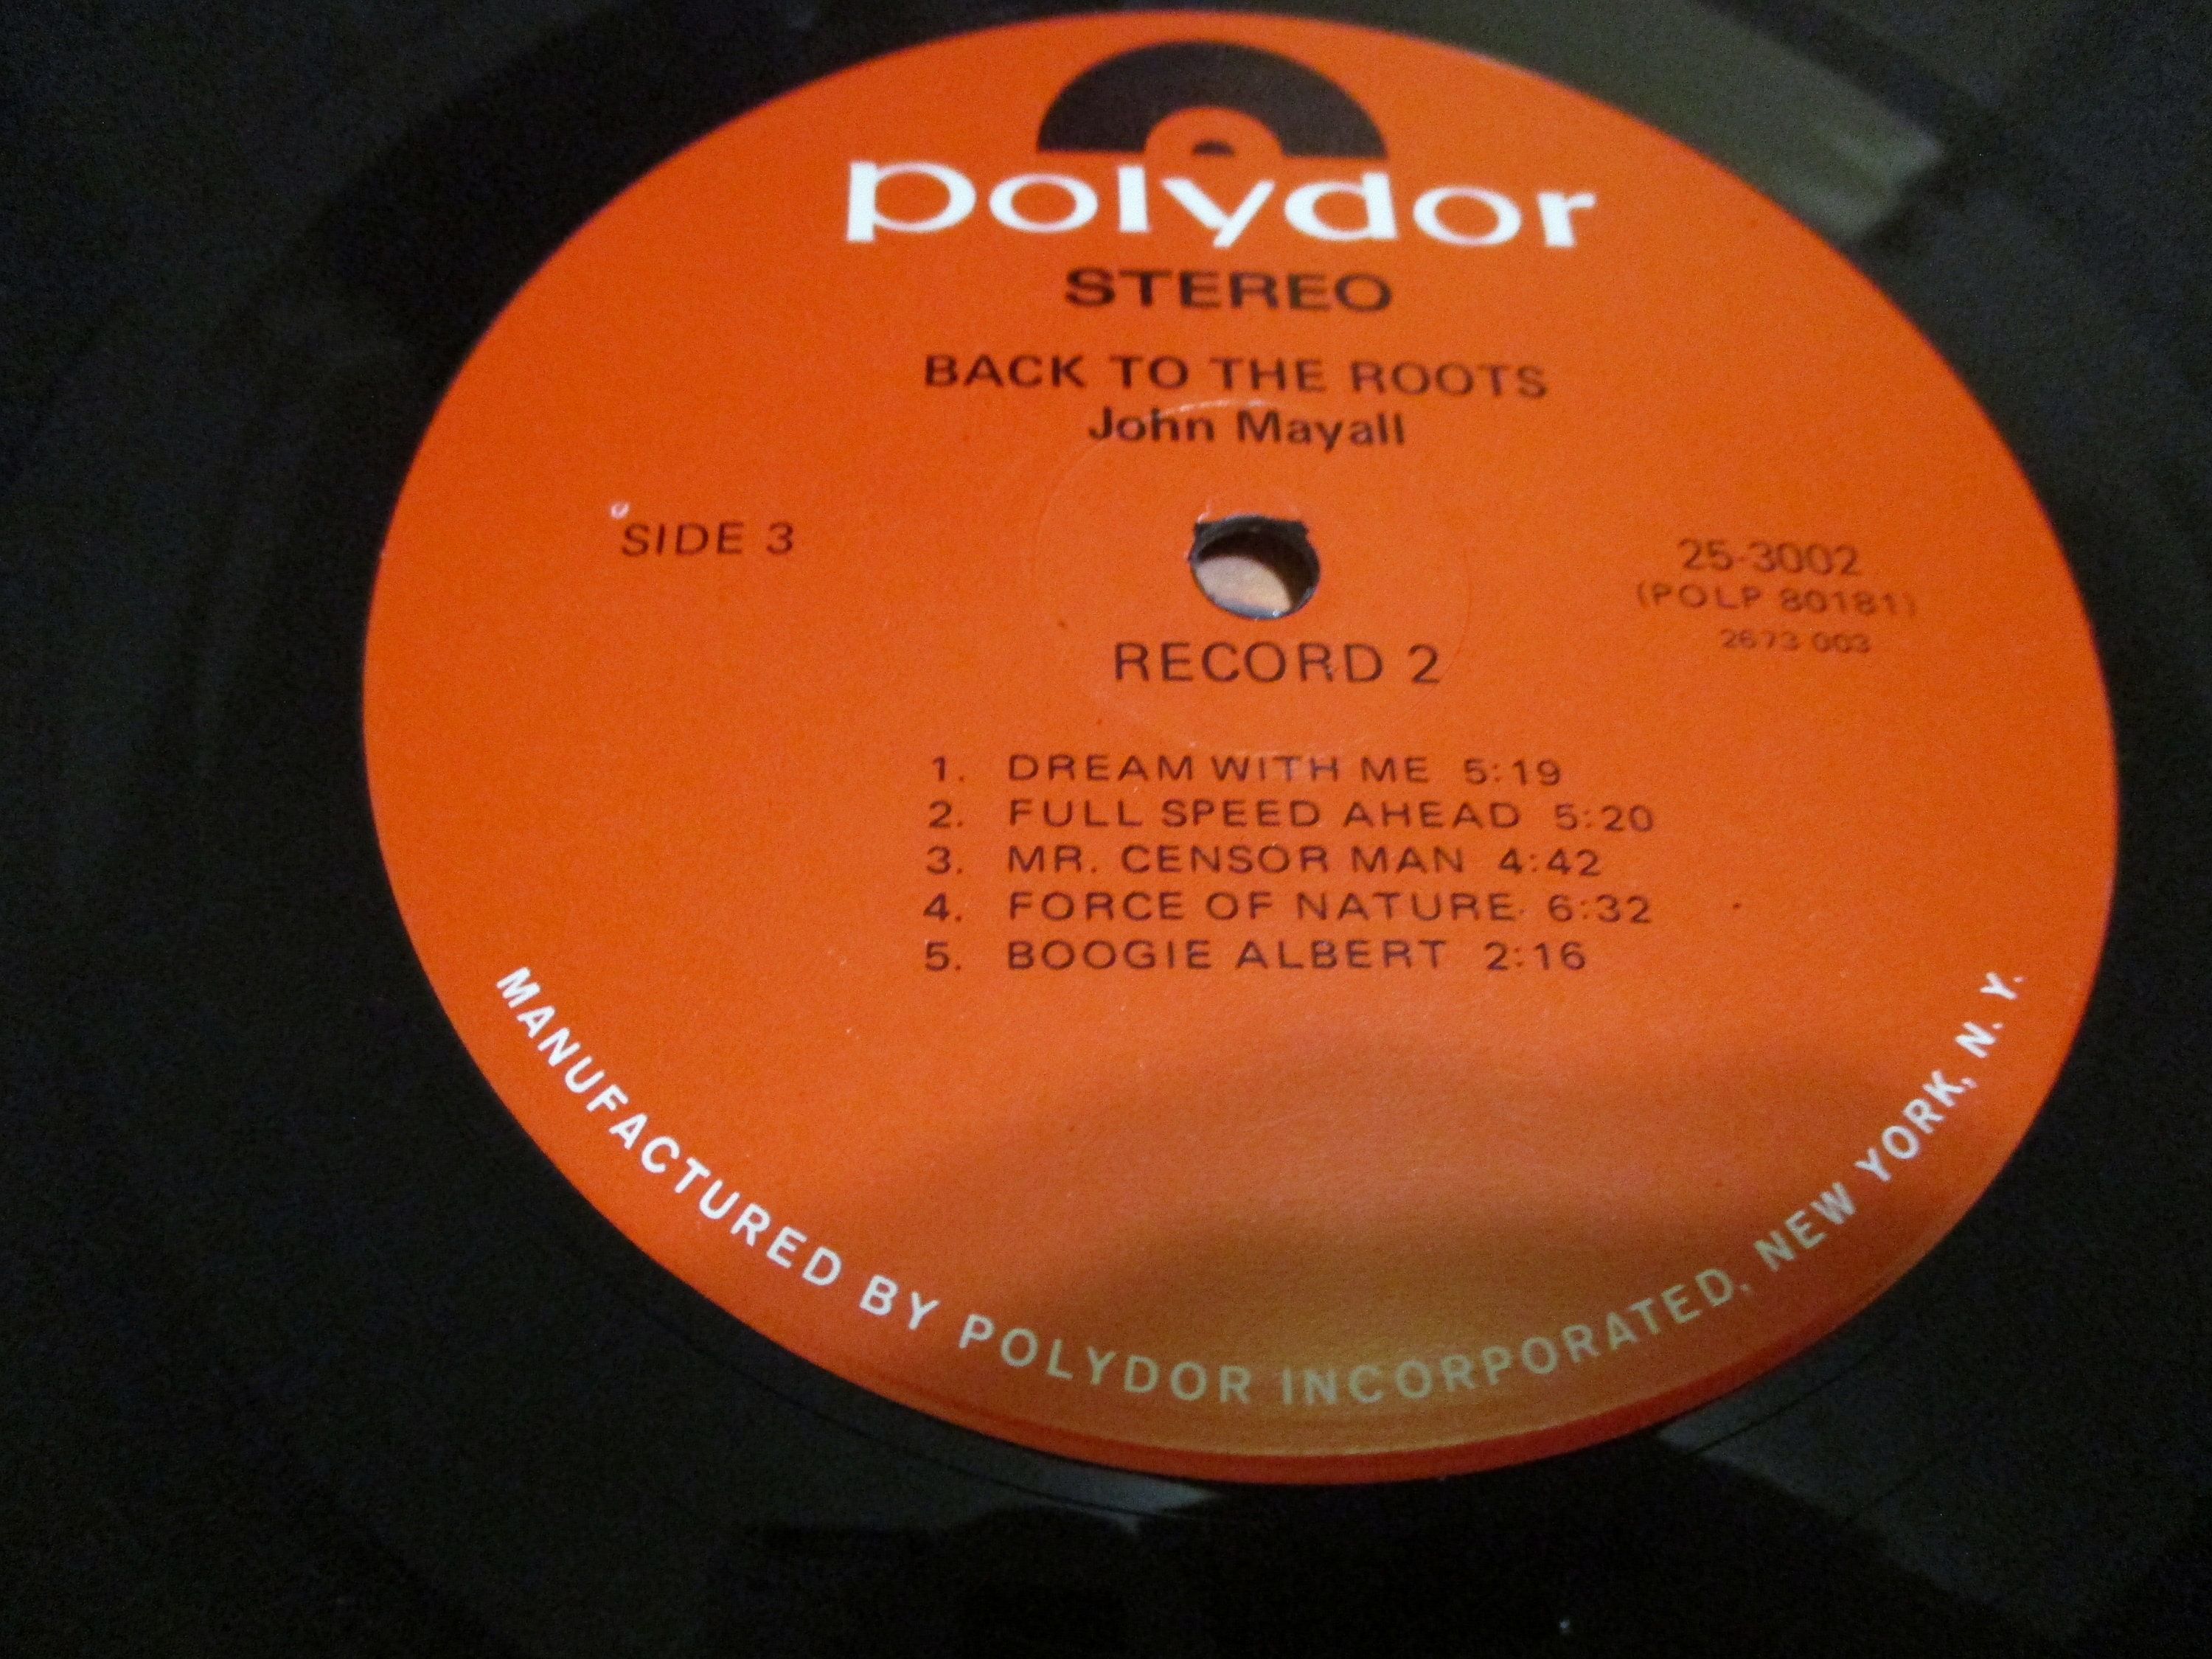 polydor
STEREO
BACK TO THE ROOTS
John Mayall
SIDE 3
25-3002
(POLP 80181)
2673 003
RECORD 2
1. DREAM WITH ME 5:19
2. FULL SPEED AHEAD 5:20
3. MR. CENSOR MAN 4:42
4. FORCE OF NATURE 6:32
5. BOOGIE ALBERT 2:16
MANUFACTURED BY POLYDOR INCORPORATED, NEW YORK, N. Y.